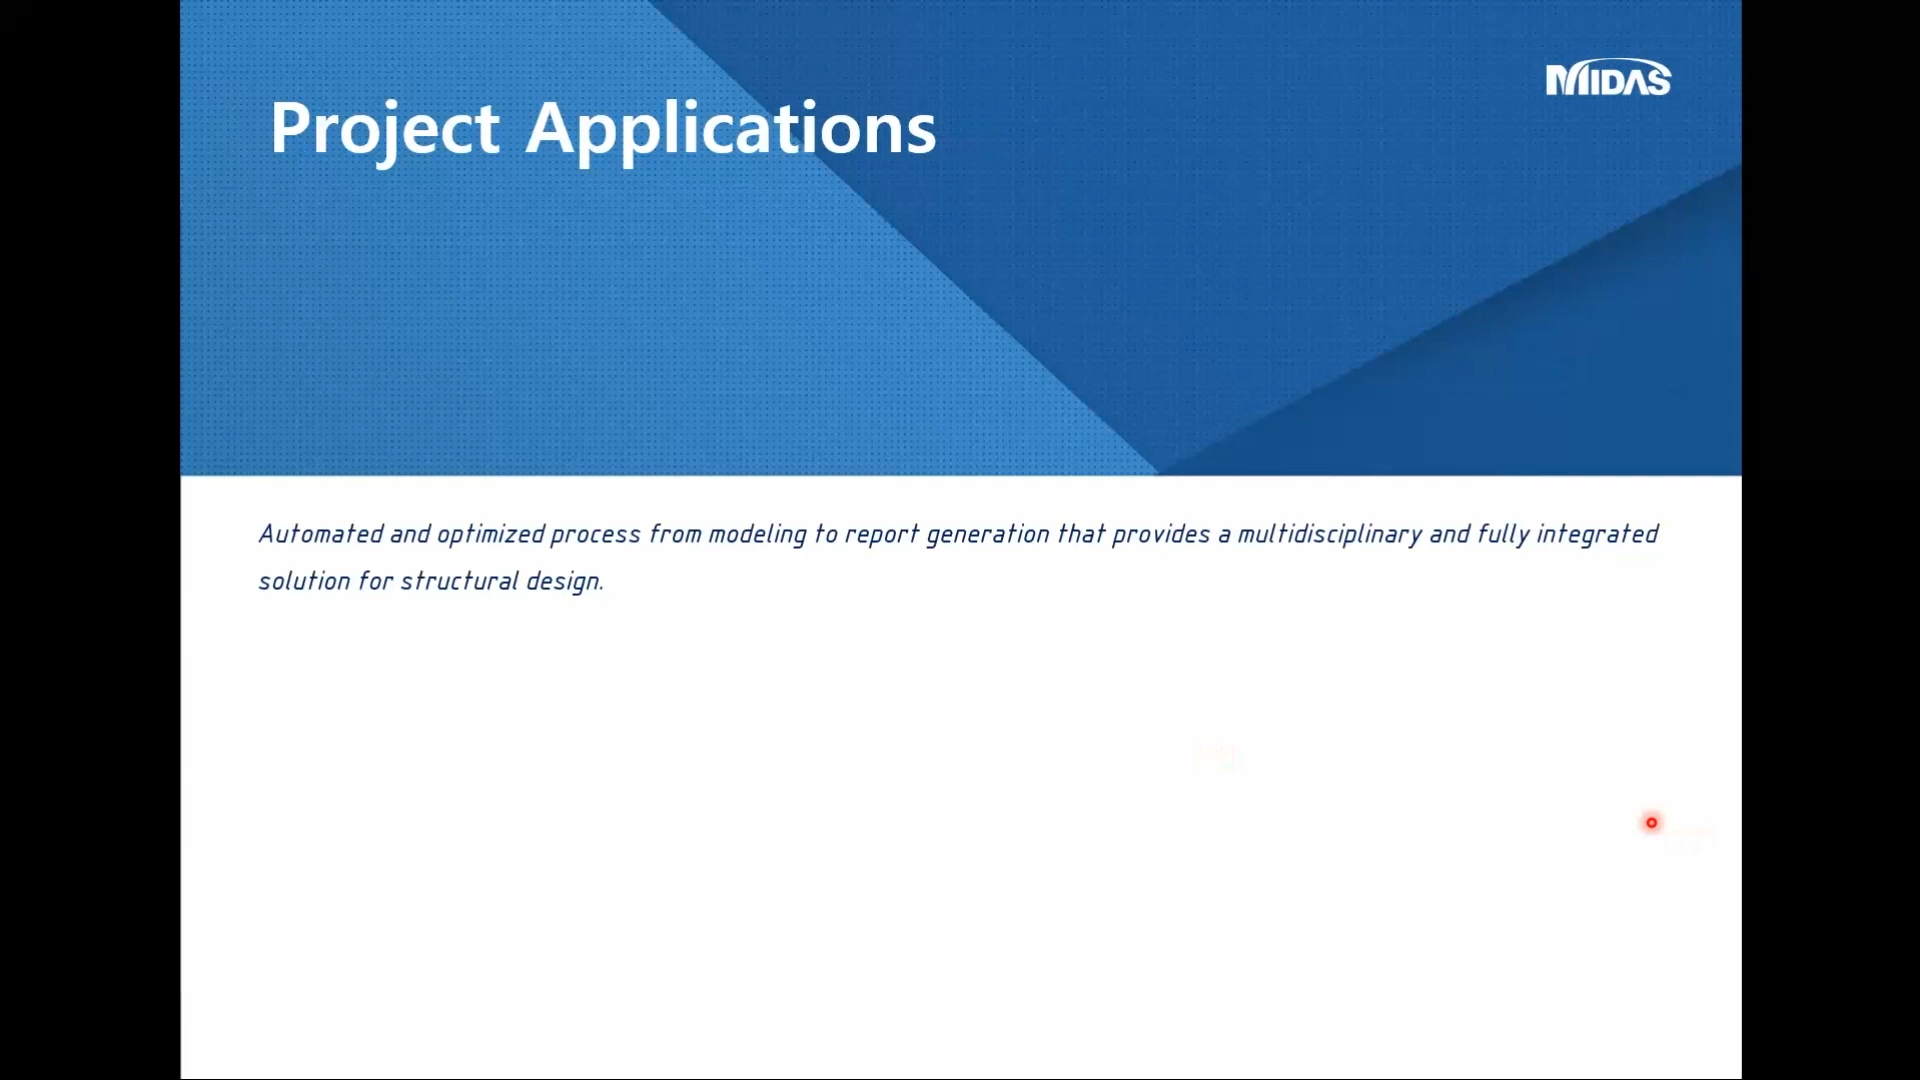 MIDAS
Project Applications
Automated and optimized process from modeling to report generation that provides a multidisciplinary and fully integrated
solution for structural design.